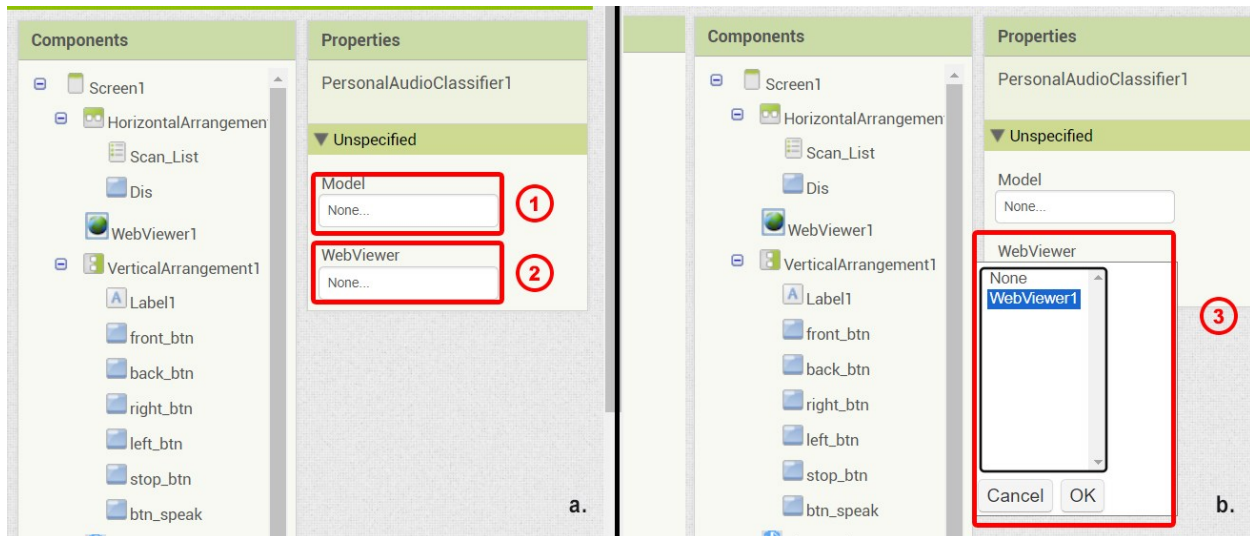 Components
Screen1
HorizontalArrangemen
Scan_List
Dis
WebViewer1
VerticalArrangement1
Label1
front_btn
back_btn
right_btn
left_btn
stop_btn
btn_speak
Properties
PersonalAudioClassifier1
Unspecified
Model
None...
1
WebViewer
None...
2
a.
Components
Screen1
HorizontalArrangemen
Scan_List
Dis
WebViewer1
VerticalArrangement1
Label1
front_btn
back_btn
right_btn
left_btn
stop_btn
btn_speak
Properties
PersonalAudioClassifier1
Unspecified
Model
None...
WebViewer
None
WebViewer1
3
Cancel OK
b.